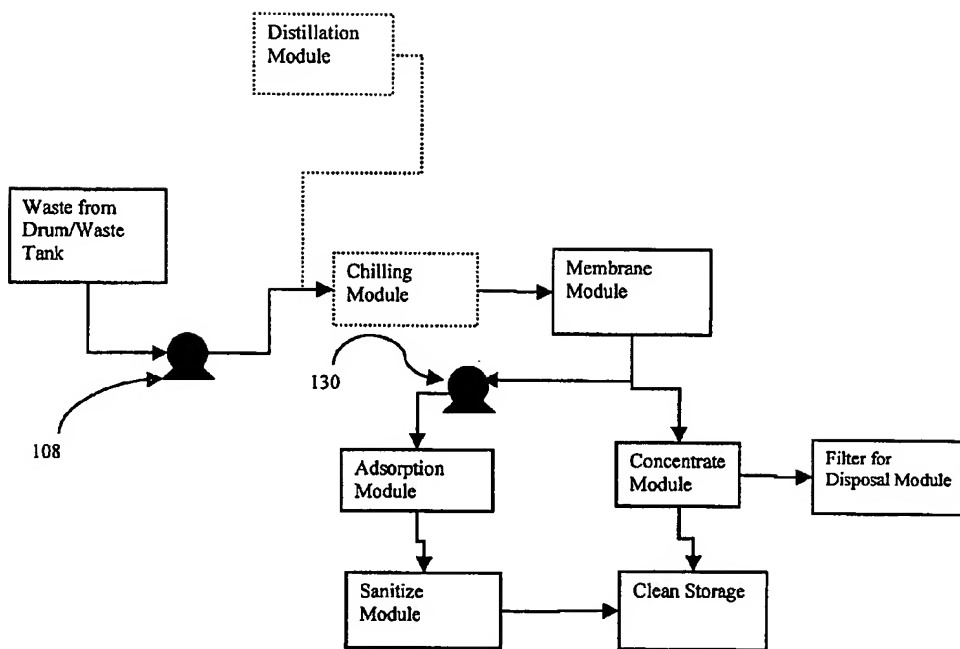 Distillation
Module
Waste from
Drum/Waste
Tank
Chilling
Module
Membrane
Module
130
108
Adsorption
Module
Concentrate
Module
Filter for
Disposal Module
Sanitize
Module
Clean Storage